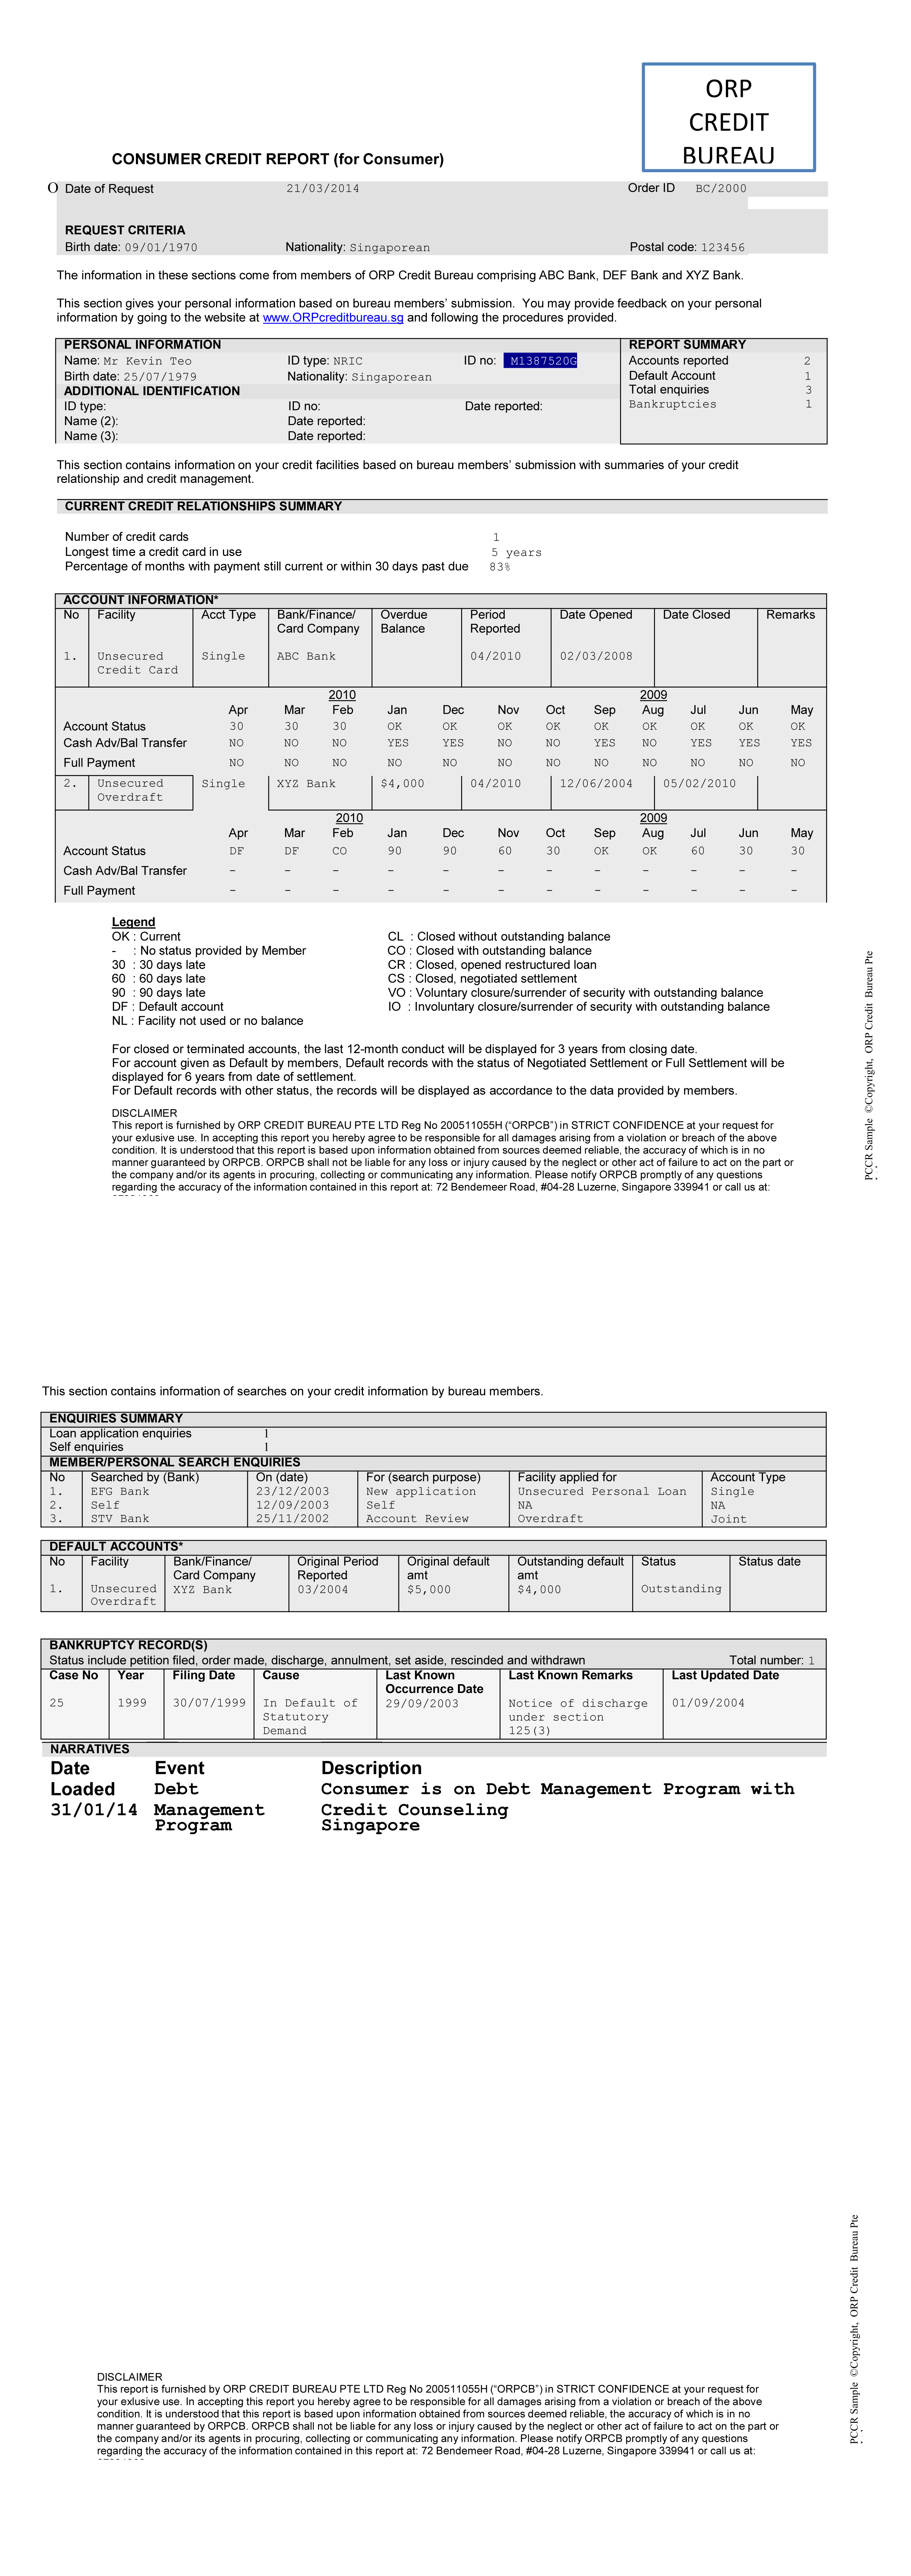 ORP
CREDIT
BUREAU
CONSUMER CREDIT REPORT (for Consumer)
O Date of Request 21/03/2014 Order ID BC/2000
REQUEST CRITERIA
Birth date: 09/01/1970 Nationality: Singaporean Postal code: 123456
The information in these sections come from members of ORP Credit Bureau comprising ABC Bank, DEF Bank and XYZ Bank.
This section gives your personal information based on bureau members' submission. You may provide feedback on your personal
information by going to the website at www.ORPcreditbureau.sg and following the procedures provided.
PERSONAL INFORMATION REPORT SUMMARY
Name: Mr Kevin Teo ID type: NRIC ID no: M1387520G Accounts reported 2
Birth date: 25/07/1979 Nationality: Singaporean Default Account 1
ADDITIONAL IDENTIFICATION Total enquiries 3
ID type: ID no: Date reported: Bankruptcies 1
Name (2): Date reported:
Name (3): Date reported:
This section contains information on your credit facilities based on bureau members' submission with summaries of your credit
relationship and credit management.
CURRENT CREDIT RELATIONSHIPS SUMMARY
Number of credit cards 1
Longest time a credit card in use 5 years
Percentage of months with payment still current or within 30 days past due 83%
ACCOUNT INFORMATION*
No Facility Acct Type Bank/Finance/ Overdue Period Date Opened Date Closed Remarks
Card Company Balance Reported
1. Unsecured Single ABC Bank 04/2010 02/03/2008
Credit Card
2010 2009
Apr Mar Feb Jan Dec Nov Oct Sep Aug Jul Jun May
Account Status 30 30 30 OK OK OK OK OK OK OK OK OK
Cash Adv/Bal Transfer NO NO NO YES YES NO NO YES NO YES YES YES
Full Payment NO NO NO NO NO NO NO NO NO NO NO NO
2. Unsecured Single XYZ Bank $4,000 04/2010 12/06/2004 05/02/2010
Overdraft
2010 2009
Apr Mar Feb Jan Dec Nov Oct Sep Aug Jul Jun May
Account Status DF DF CO 90 90 60 30 OK OK 60 30 30
Cash Adv/Bal Transfer - - - - - - - - - - - -
Full Payment - - - - - - - - - - - -
Legend
OK : Current CL : Closed without outstanding balance
- : No status provided by Member CO : Closed with outstanding balance
30 : 30 days late CR : Closed, opened restructured loan
60 : 60 days late CS : Closed, negotiated settlement
90 : 90 days late VO : Voluntary closure/surrender of security with outstanding balance
DF : Default account IO : Involuntary closure/surrender of security with outstanding balance
NL : Facility not used or no balance
For closed or terminated accounts, the last 12-month conduct will be displayed for 3 years from closing date.
For account given as Default by members, Default records with the status of Negotiated Settlement or Full Settlement will be
displayed for 6 years from date of settlement.
For Default records with other status, the records will be displayed as accordance to the data provided by members.
DISCLAIMER
This report is furnished by ORP CREDIT BUREAU PTE LTD Reg No 200511055H ("ORPCB") in STRICT CONFIDENCE at your request for
your exlusive use. In accepting this report you hereby agree to be responsible for all damages arising from a violation or breach of the above
condition. It is understood that this report is based upon information obtained from sources deemed reliable, the accuracy of which is in no
manner guaranteed by ORPCB. ORPCB shall not be liable for any loss or injury caused by the neglect or other act of failure to act on the part or
the company and/or its agents in procuring, collecting or communicating any information. Please notify ORPCB promptly of any questions
regarding the accuracy of the information contained in this report at: 72 Bendemeer Road, #04-28 Luzerne, Singapore 339941 or call us at:
PCCR Sample ©Copyright, ORP Credit Bureau Pte
This section contains information of searches on your credit information by bureau members.
ENQUIRIES SUMMARY
Loan application enquiries 1
Self enquiries 1
MEMBER/PERSONAL SEARCH ENQUIRIES
No Searched by (Bank) On (date) For (search purpose) Facility applied for Account Type
1. EFG Bank 23/12/2003 New application Unsecured Personal Loan Single
2. Self 12/09/2003 Self NA NA
3. STV Bank 25/11/2002 Account Review Overdraft Joint
DEFAULT ACCOUNTS*
No Facility Bank/Finance/ Original Period Original default Outstanding default Status Status date
Card Company Reported amt amt
1. Unsecured XYZ Bank 03/2004 $5,000 $4,000 Outstanding
Overdraft
BANKRUPTCY RECORD(S)
Status include petition filed, order made, discharge, annulment, set aside, rescinded and withdrawn Total number: 1
Case No Year Filing Date Cause Last Known Last Known Remarks Last Updated Date
Occurrence Date
25 1999 30/07/1999 In Default of 29/09/2003 Notice of discharge 01/09/2004
Statutory under section
Demand 125(3)
NARRATIVES
Date Event Description
Loaded Debt Consumer is on Debt Management Program with
31/01/14 Management Credit Counseling
Program Singapore
PCCR Sample ©Copyright, ORP Credit Bureau Pte
DISCLAIMER
This report is furnished by ORP CREDIT BUREAU PTE LTD Reg No 200511055H ("ORPCB") in STRICT CONFIDENCE at your request for
your exlusive use. In accepting this report you hereby agree to be responsible for all damages arising from a violation or breach of the above
condition. It is understood that this report is based upon information obtained from sources deemed reliable, the accuracy of which is in no
manner guaranteed by ORPCB. ORPCB shall not be liable for any loss or injury caused by the neglect or other act of failure to act on the part or
the company and/or its agents in procuring, collecting or communicating any information. Please notify ORPCB promptly of any questions
regarding the accuracy of the information contained in this report at: 72 Bendemeer Road, #04-28 Luzerne, Singapore 339941 or call us at: